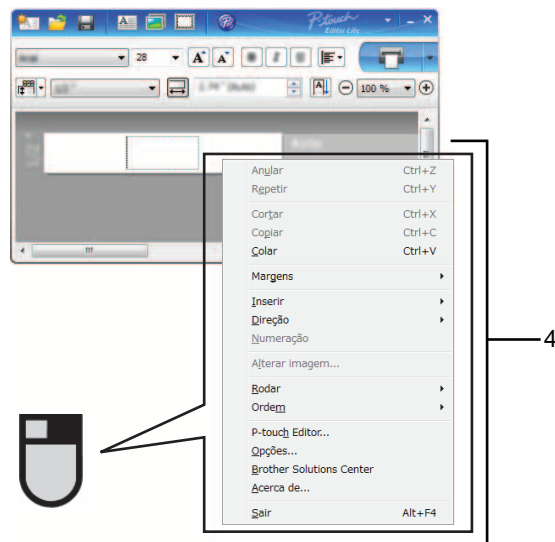 P-touch
Editor Lite
28
A A B I U
100 %
Anular Ctrl+Z
Repetir Ctrl+Y
Cortar Ctrl+X
Copiar Ctrl+C
Colar Ctrl+V
Margens
Inserir
Direção
Numeração
Alterar imagem...
Rodar
Ordem
P-touch Editor...
Opções...
Brother Solutions Center
Acerca de...
Sair Alt+F4
4